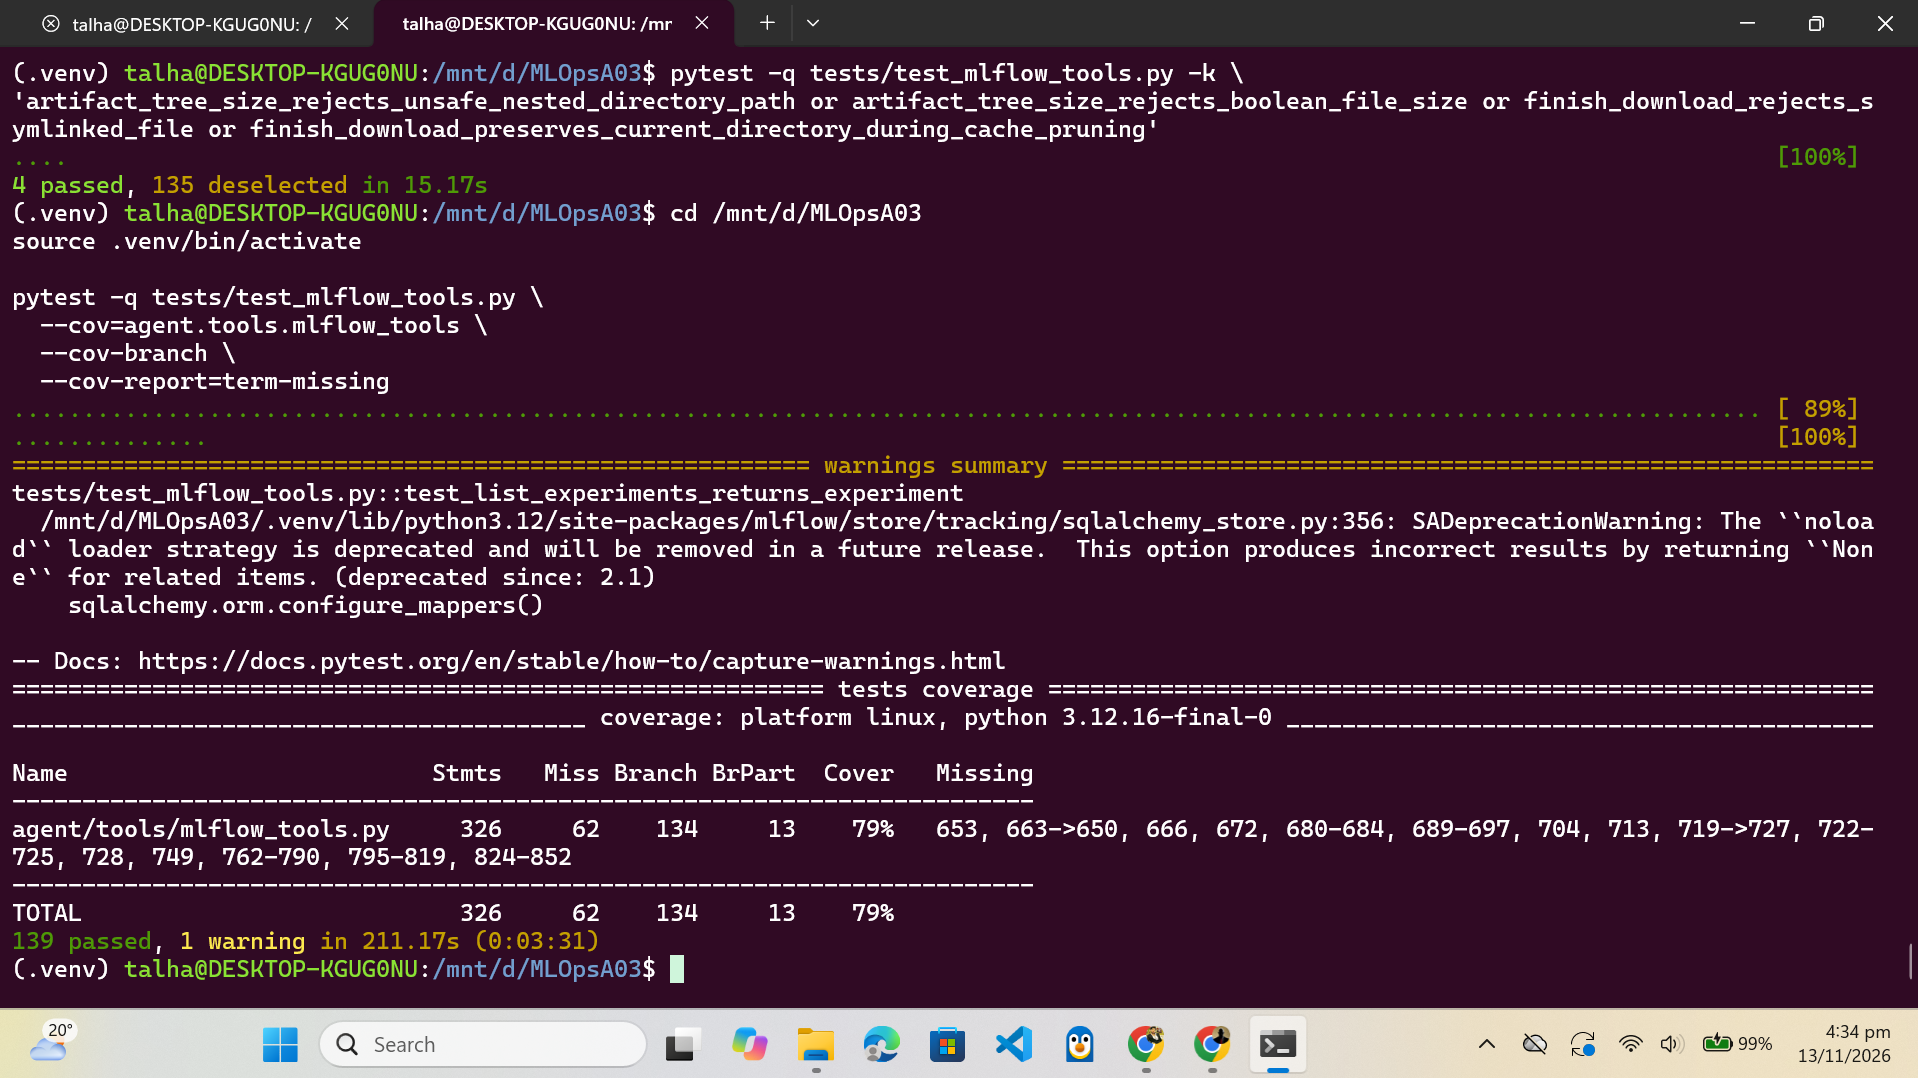 talha@DESKTOP-KGUG0NU: /
talha@DESKTOP-KGUG0NU: /mr
(.venv) talha@DESKTOP-KGUG0NU:/mnt/d/MLOpsA03$ pytest -q tests/test_mlflow_tools.py -k \
'artifact_tree_size_rejects_unsafe_nested_directory_path or artifact_tree_size_rejects_boolean_file_size or finish_download_rejects_s
ymlinked_file or finish_download_preserves_current_directory_during_cache_pruning'
.... [100%]
4 passed, 135 deselected in 15.17s
(.venv) talha@DESKTOP-KGUG0NU:/mnt/d/MLOpsA03$ cd /mnt/d/MLOpsA03
source .venv/bin/activate
pytest -q tests/test_mlflow_tools.py \
  --cov=agent.tools.mlflow_tools \
  --cov-branch \
  --cov-report=term-missing
............................................................................................................................. [ 89%]
.............. [100%]
========================================================= warnings summary ==========================================================
tests/test_mlflow_tools.py::test_list_experiments_returns_experiment
  /mnt/d/MLOpsA03/.venv/lib/python3.12/site-packages/mlflow/store/tracking/sqlalchemy_store.py:356: SADeprecationWarning: The ``noloa
d`` loader strategy is deprecated and will be removed in a future release.  This option produces incorrect results by returning ``Non
e`` for related items. (deprecated since: 2.1)
    sqlalchemy.orm.configure_mappers()
-- Docs: https://docs.pytest.org/en/stable/how-to/capture-warnings.html
========================================================== tests coverage ===========================================================
_________________________________________ coverage: platform linux, python 3.12.16-final-0 __________________________________________
Name                          Stmts   Miss Branch BrPart  Cover   Missing
-------------------------------------------------------------------------
agent/tools/mlflow_tools.py     326     62    134     13    79%   653, 663->650, 666, 672, 680-684, 689-697, 704, 713, 719->727, 722-
725, 728, 749, 762-790, 795-819, 824-852
-------------------------------------------------------------------------
TOTAL                           326     62    134     13    79%
139 passed, 1 warning in 211.17s (0:03:31)
(.venv) talha@DESKTOP-KGUG0NU:/mnt/d/MLOpsA03$
20°
Search
99%
4:34 pm
13/11/2026